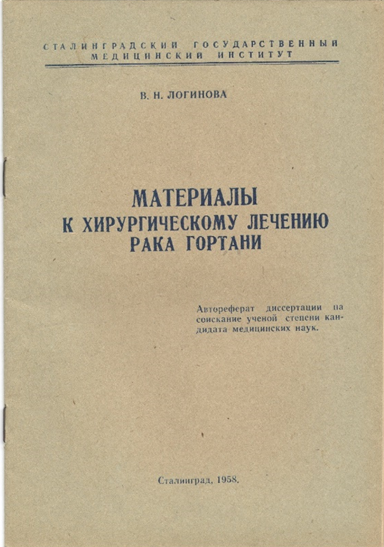 СТАЛИНГРАДСКИЙ ГОСУДАРСТВЕННЫЙ
МЕДИЦИНСКИЙ ИНСТИТУТ
В. Н. ЛОГИНОВА
МАТЕРИАЛЫ
К ХИРУРГИЧЕСКОМУ ЛЕЧЕНИЮ
РАКА ГОРТАНИ
Автореферат диссертации на
соискание ученой степени кан-
дидата медицинских наук.
Сталинград, 1958.